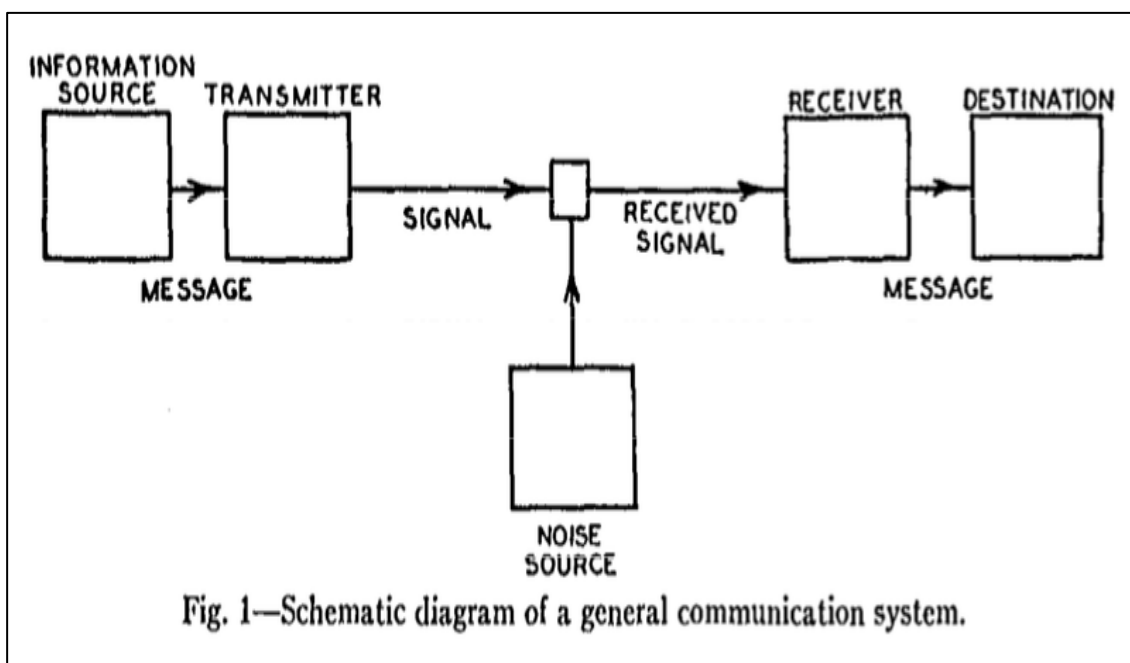 INFORMATION
SOURCE
TRANSMITTER
RECEIVER
DESTINATION
SIGNAL
RECEIVED
SIGNAL
MESSAGE
MESSAGE
NOISE
SOURCE
Fig. 1—Schematic diagram of a general communication system.